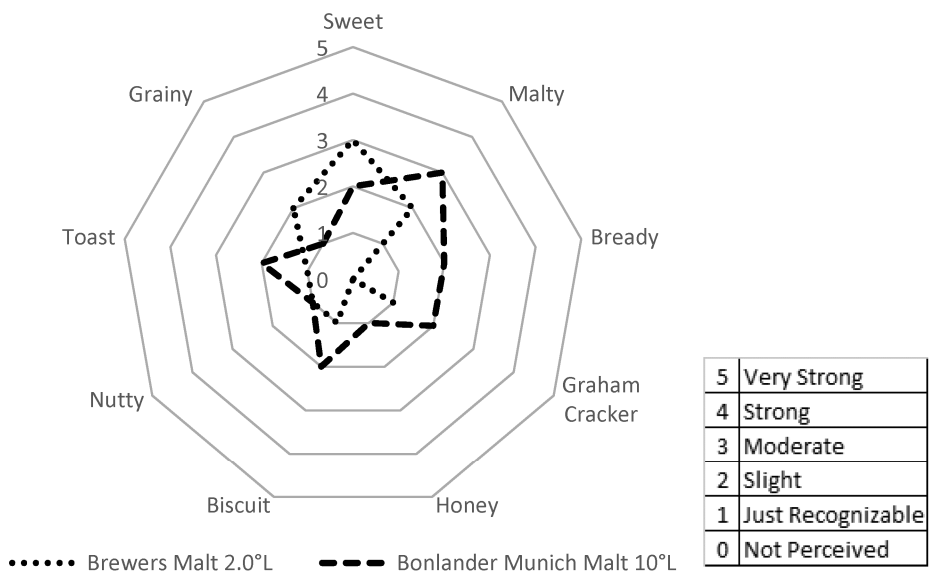 Sweet
5
Grainy
4
Malty
3
2
Toast
1
Bready
0
Nutty
Graham
Cracker
Biscuit
Honey
5 Very Strong
4 Strong
3 Moderate
2 Slight
1 Just Recognizable
0 Not Perceived
Brewers Malt 2.0°L
Bonlander Munich Malt 10°L